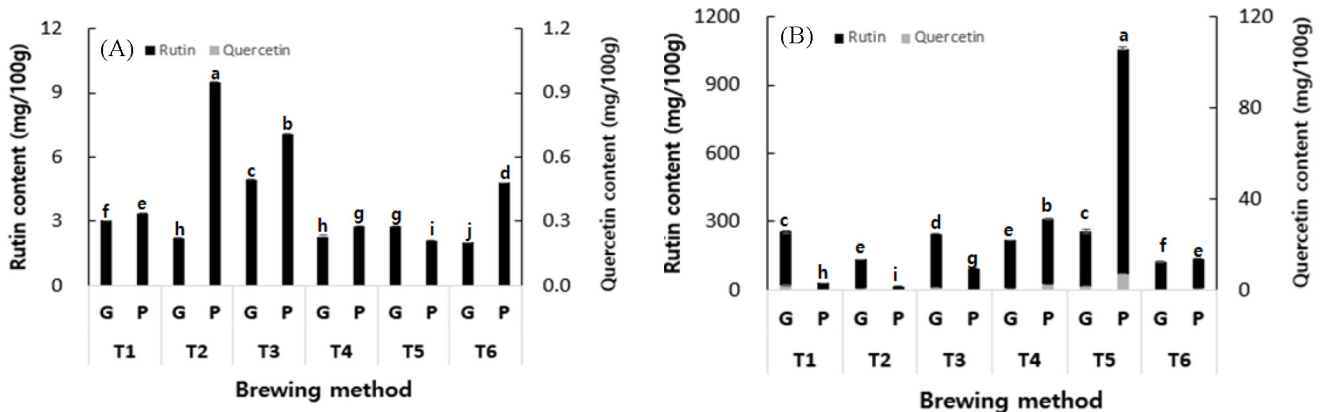 (A)
Rutin Quercetin
Rutin content (mg/100g)
12
9
6
3
0
Quercetin content (mg/100g)
1.2
0.9
0.6
0.3
0.0
f e h a c b h g g i j d
G P G P G P G P G P G P
T1 T2 T3 T4 T5 T6
Brewing method
(B)
Rutin Quercetin
Rutin content (mg/100g)
1200
900
600
300
0
Quercetin content (mg/100g)
120
80
40
0
c h e i d g e b c a f e
G P G P G P G P G P G P
T1 T2 T3 T4 T5 T6
Brewing method